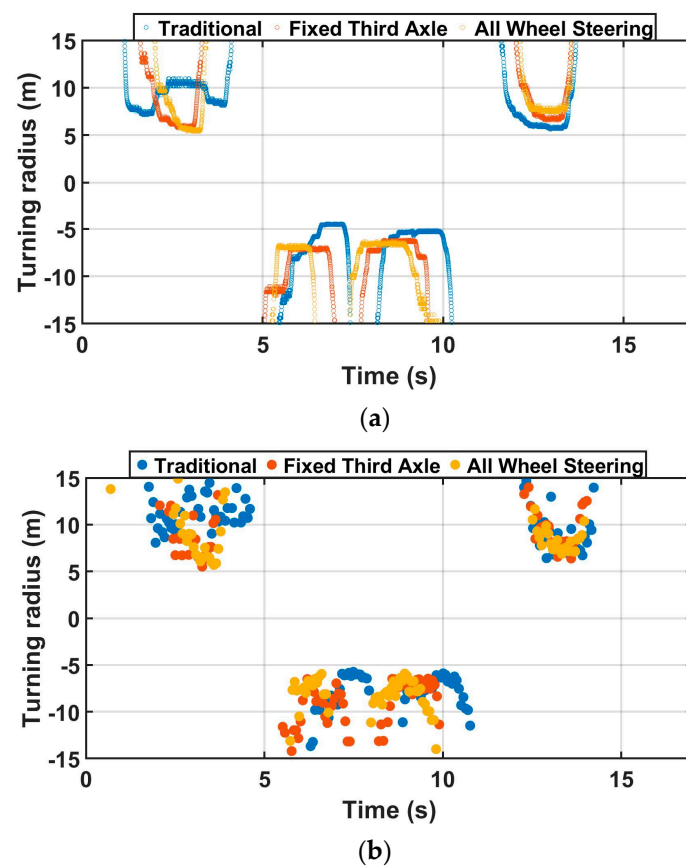 Traditional Fixed Third Axle All Wheel Steering
15
10
5
0
-5
-10
-15
Turning radius (m)
0 5 10 15
Time (s)
(a)
Traditional Fixed Third Axle All Wheel Steering
15
10
5
0
-5
-10
-15
Turning radius (m)
0 5 10 15
Time (s)
(b)